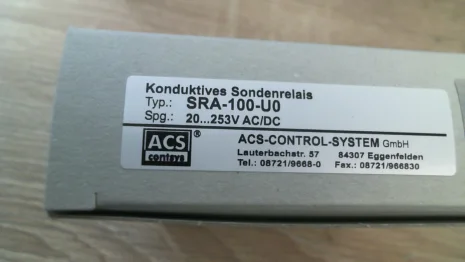 Konduktives Sondenrelais
Typ.: SRA-100-U0
Spg.: 20...253V AC/DC
ACS ® ACS-CONTROL-SYSTEM GmbH
contsys Lauterbachstr. 57 84307 Eggenfelden
Tel.: 08721/9668-0 Fax.: 08721/966830